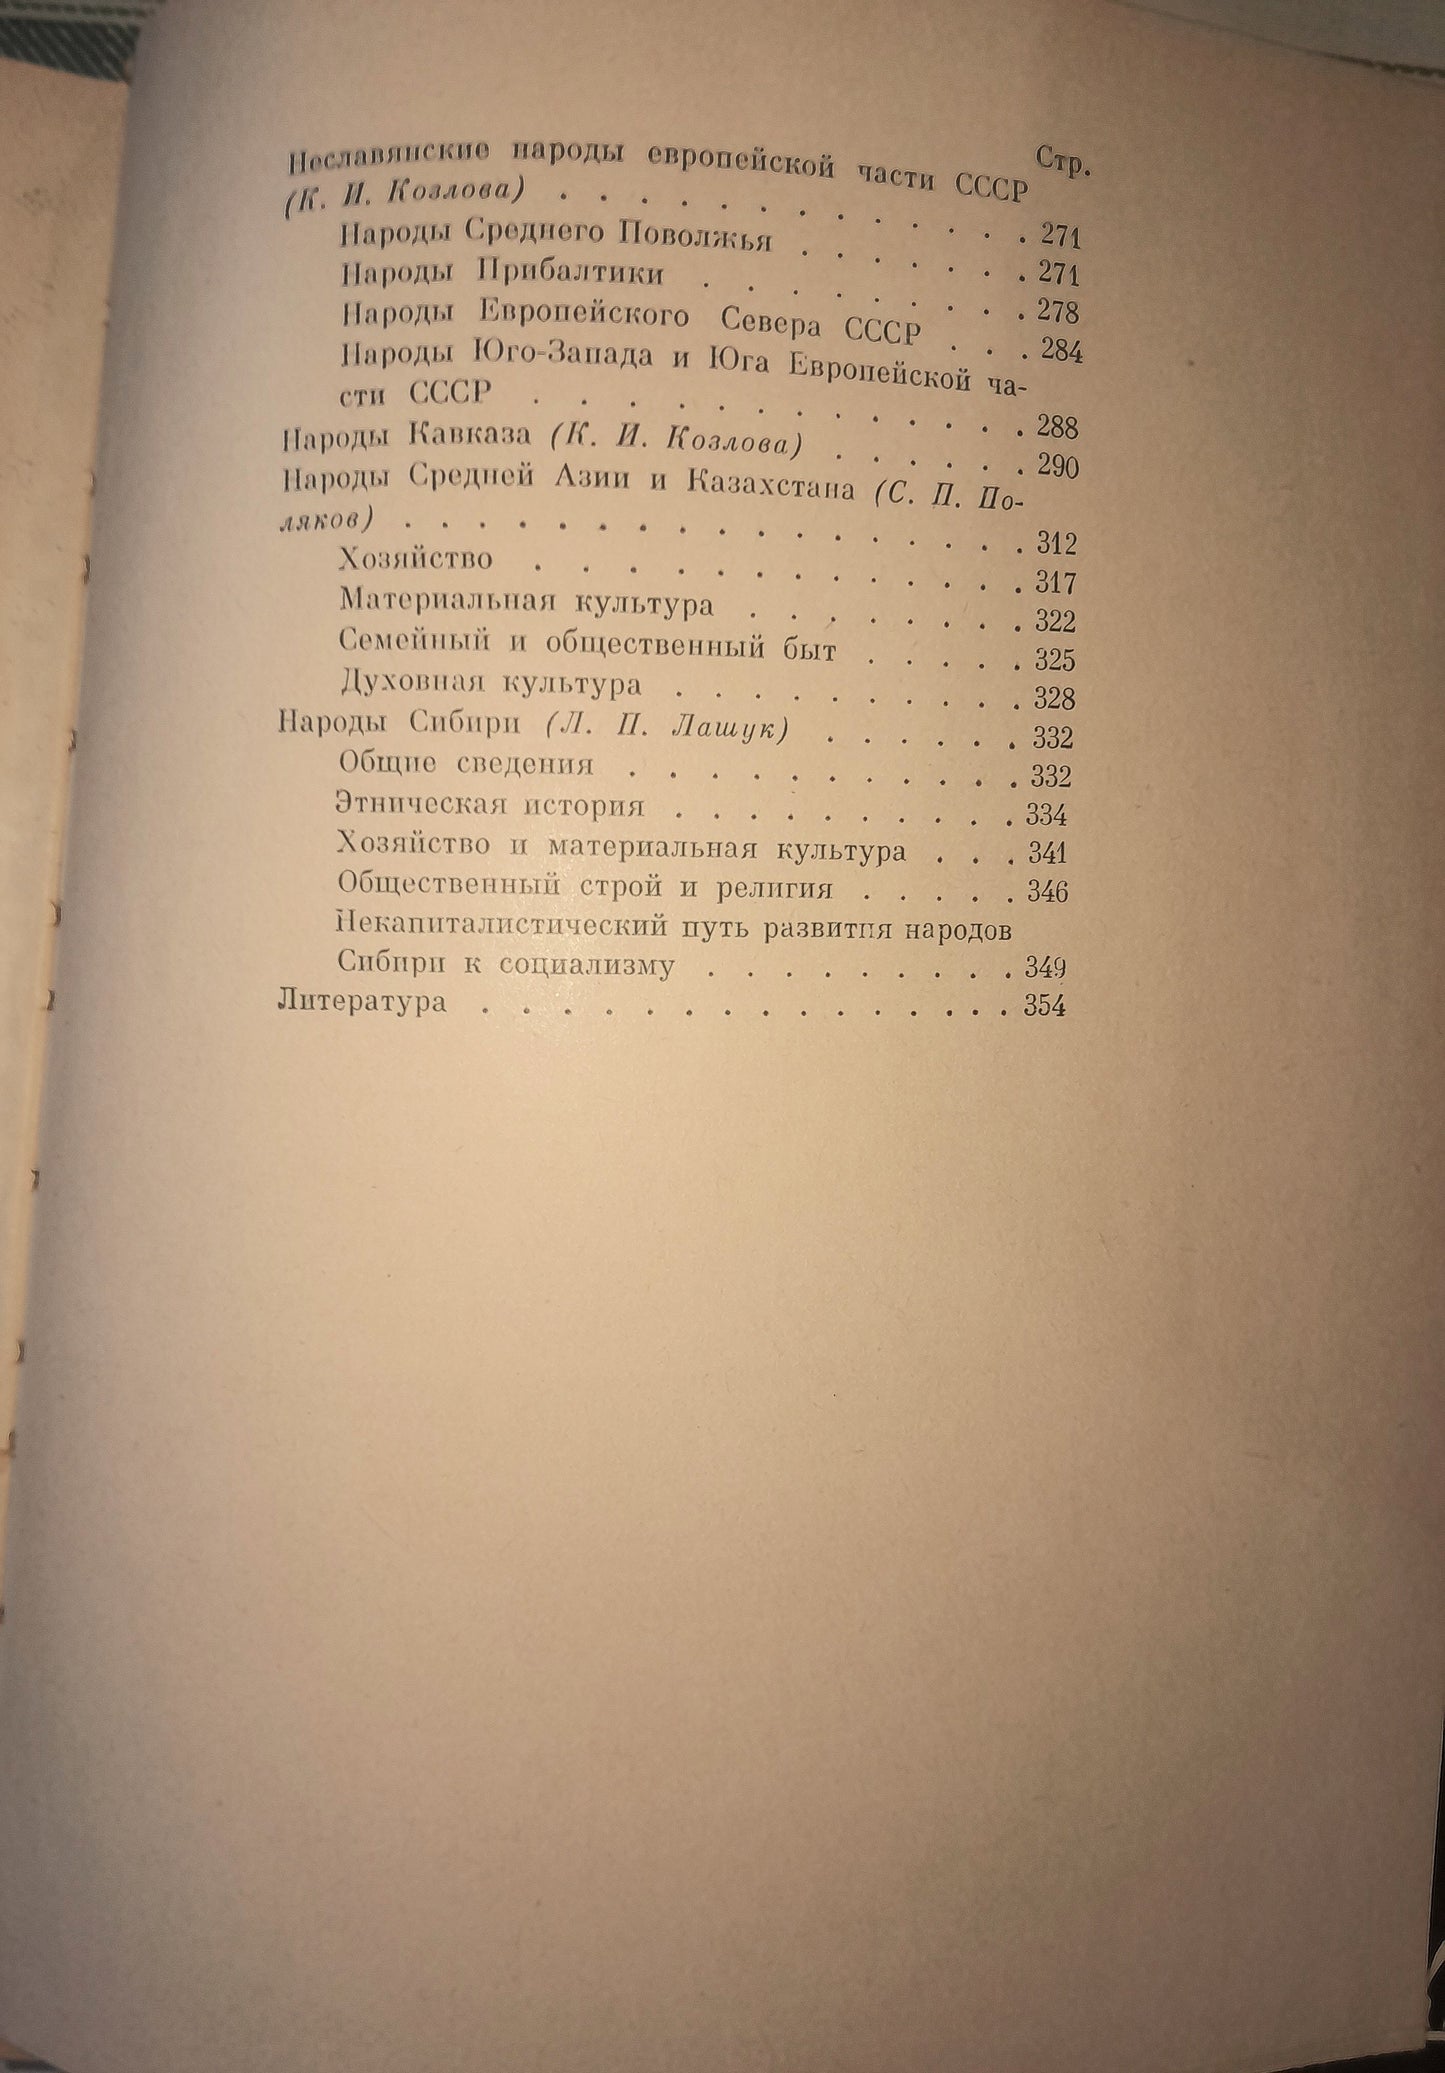 Стр.
Неславянские народы европейской части СССР
(К. И. Козлова) . . . . . . . . . . . . 271
Народы Среднего Поволжья . . . . . . . 271
Народы Прибалтики . . . . . . . . . 278
Народы Европейского Севера СССР . . . 284
Народы Юго-Запада и Юга Европейской ча-
сти СССР . . . . . . . . . . . . . 288
Народы Кавказа (К. И. Козлова) . . . . . . 290
Народы Средней Азии и Казахстана (С. П. По-
ляков) . . . . . . . . . . . . . . . . 312
Хозяйство . . . . . . . . . . . . . 317
Материальная культура . . . . . . . . 322
Семейный и общественный быт . . . . . 325
Духовная культура . . . . . . . . . . 328
Народы Сибири (Л. П. Лашук) . . . . . . 332
Общие сведения . . . . . . . . . . . 332
Этническая история . . . . . . . . . . 334
Хозяйство и материальная культура . . . 341
Общественный строй и религия . . . . . 346
Некапиталистический путь развития народов
Сибири к социализму . . . . . . . . . 349
Литература . . . . . . . . . . . . . . . 354